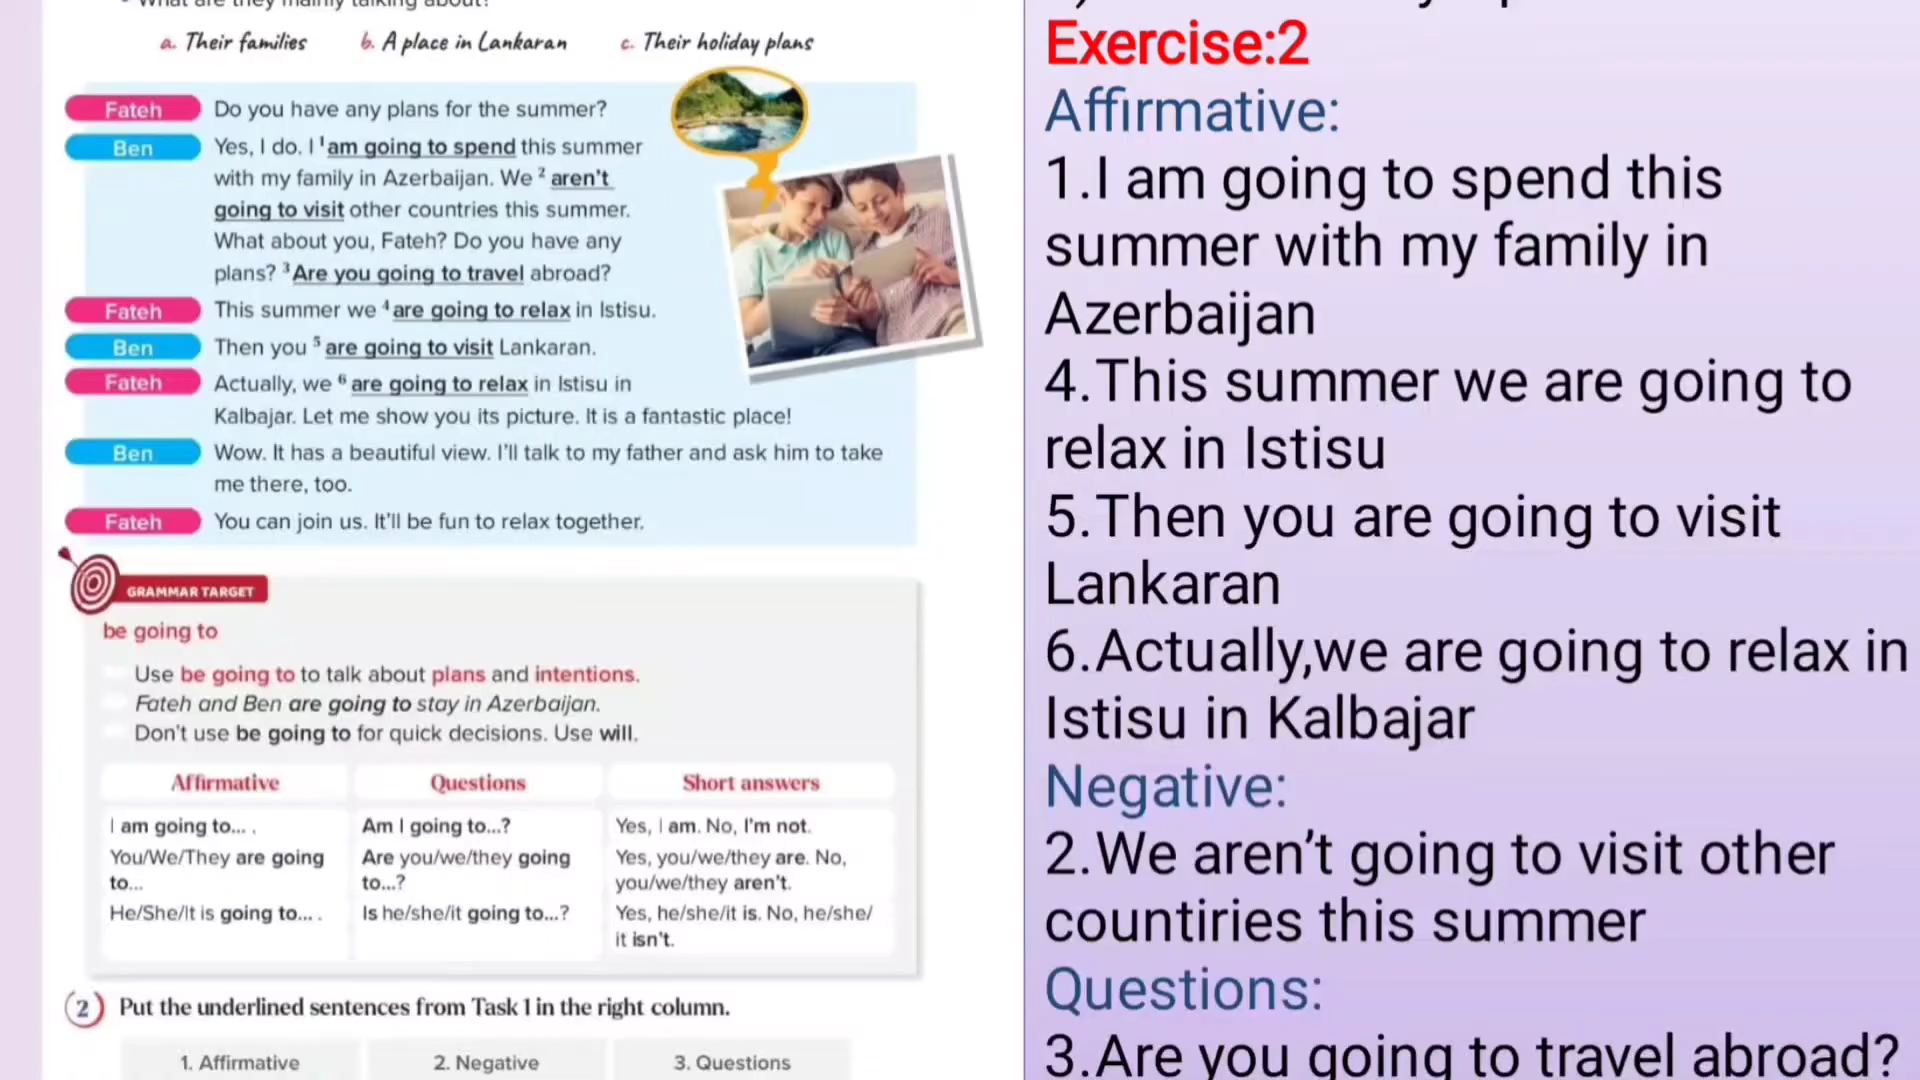 What are they mainly talking about?
a. Their families b. A place in Lankaran c. Their holiday plans
Fateh Do you have any plans for the summer?
Ben Yes, I do. I ¹am going to spend this summer
with my family in Azerbaijan. We ² aren't
going to visit other countries this summer.
What about you, Fateh? Do you have any
plans? ³Are you going to travel abroad?
Fateh This summer we ⁴are going to relax in Istisu.
Ben Then you ⁵ are going to visit Lankaran.
Fateh Actually, we ⁶ are going to relax in Istisu in
Kalbajar. Let me show you its picture. It is a fantastic place!
Ben Wow. It has a beautiful view. I'll talk to my father and ask him to take
me there, too.
Fateh You can join us. It'll be fun to relax together.
GRAMMAR TARGET
be going to
Use be going to to talk about plans and intentions.
Fateh and Ben are going to stay in Azerbaijan.
Don't use be going to for quick decisions. Use will.
Affirmative Questions Short answers
I am going to... . Am I going to...? Yes, I am. No, I'm not.
You/We/They are going Are you/we/they going Yes, you/we/they are. No,
to... to...? you/we/they aren't.
He/She/It is going to... . Is he/she/it going to...? Yes, he/she/it is. No, he/she/
it isn't.
2 Put the underlined sentences from Task 1 in the right column.
1. Affirmative 2. Negative 3. Questions
Exercise:2
Affirmative:
1.I am going to spend this
summer with my family in
Azerbaijan
4.This summer we are going to
relax in Istisu
5.Then you are going to visit
Lankaran
6.Actually,we are going to relax in
Istisu in Kalbajar
Negative:
2.We aren't going to visit other
countiries this summer
Questions:
3.Are you going to travel abroad?